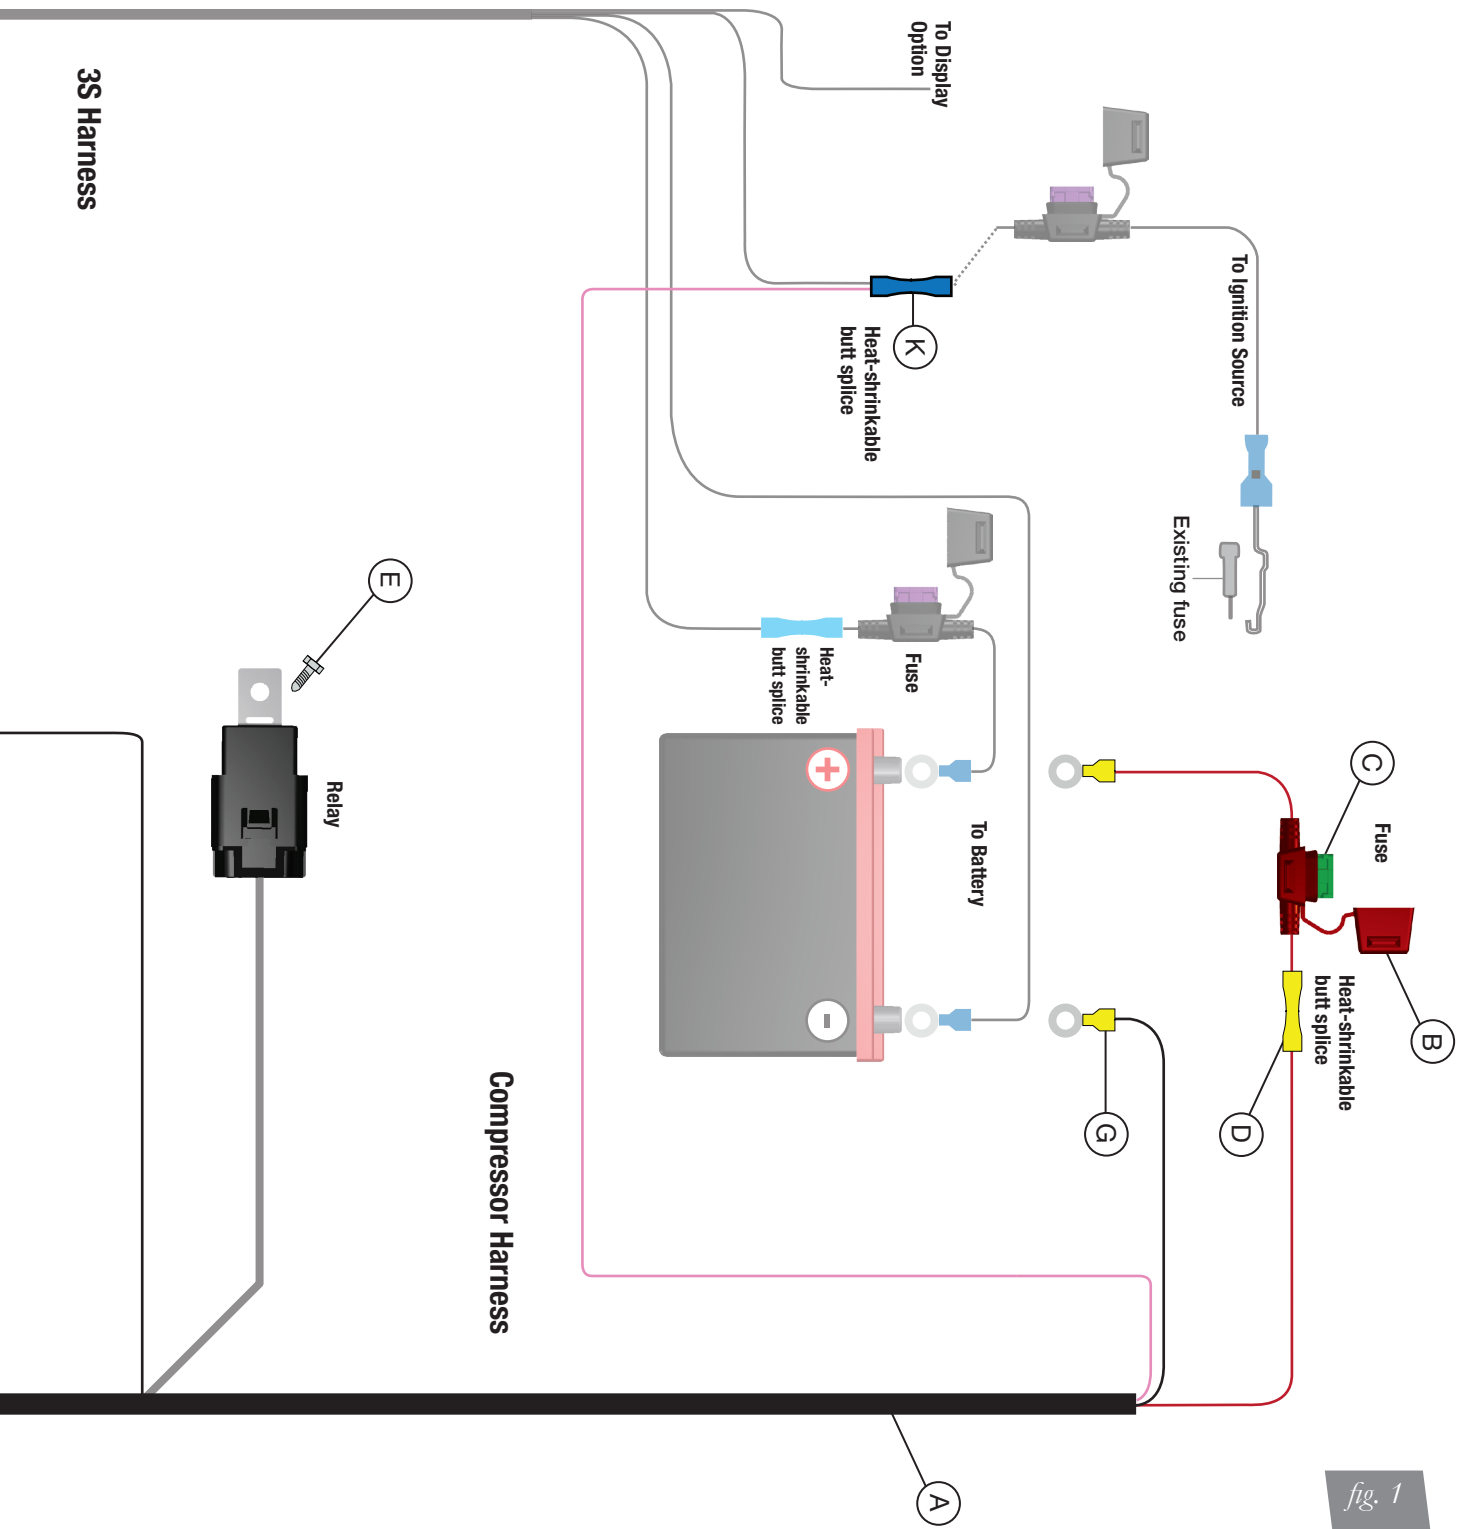 To Display
Option
3S Harness
To Ignition Source
K
Heat-shrinkable
butt splice
Existing fuse
E
Heat-
shrinkable
butt splice
Fuse
Relay
To Battery
+
-
C
Fuse
B
Heat-shrinkable
butt splice
D
G
Compressor Harness
A
fig. 1